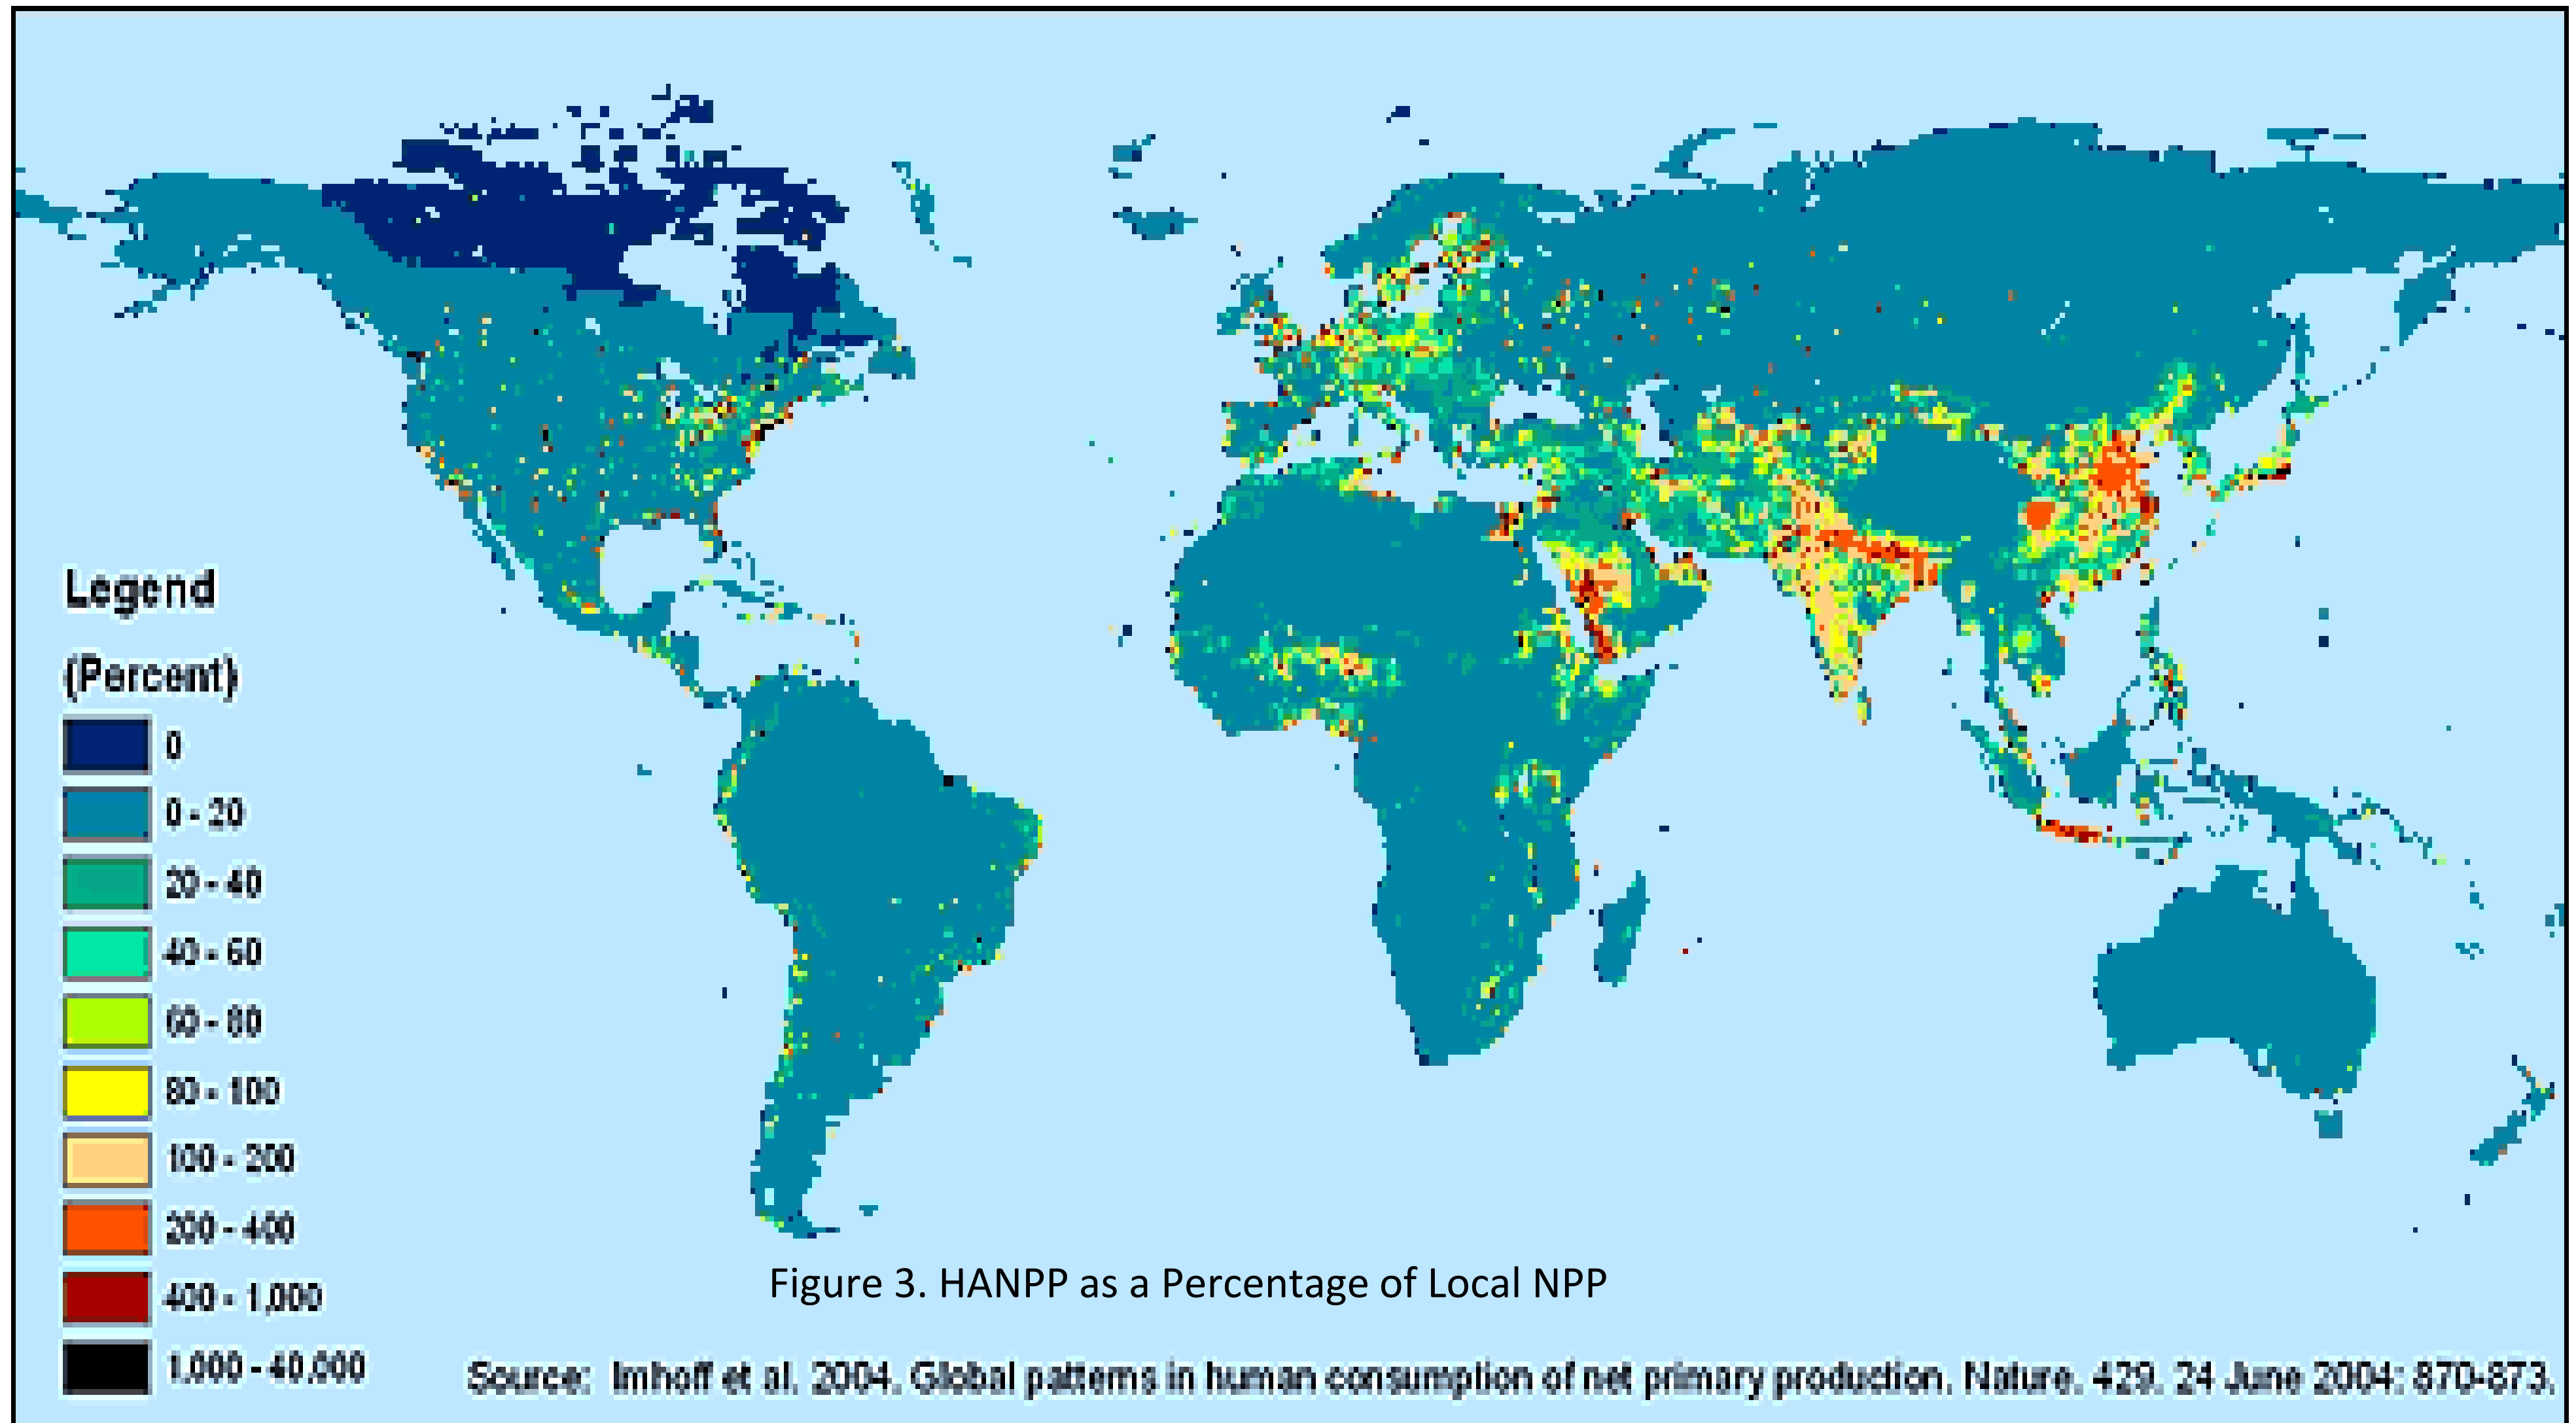 Legend
(Percent)
0
0 - 20
20 - 40
40 - 60
60 - 80
80 - 100
100 - 200
200 - 400
400 - 1,000
1,000 - 40,000
Figure 3. HANPP as a Percentage of Local NPP
Source: Imhoff et al. 2004. Global patterns in human consumption of net primary production. Nature. 429. 24 June 2004: 870-873.